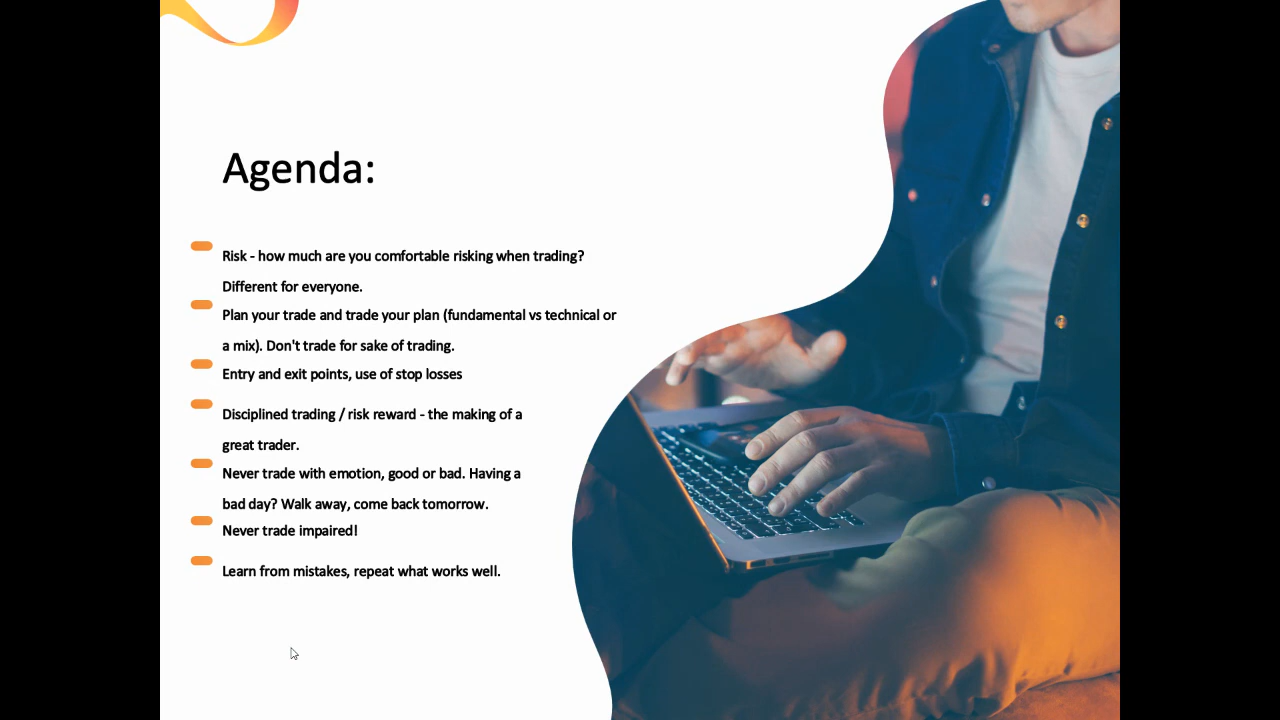 Agenda:
Risk - how much are you comfortable risking when trading?
Different for everyone.
Plan your trade and trade your plan (fundamental vs technical or
a mix). Don't trade for sake of trading.
Entry and exit points, use of stop losses
Disciplined trading / risk reward - the making of a
great trader.
Never trade with emotion, good or bad. Having a
bad day? Walk away, come back tomorrow.
Never trade impaired!
Learn from mistakes, repeat what works well.